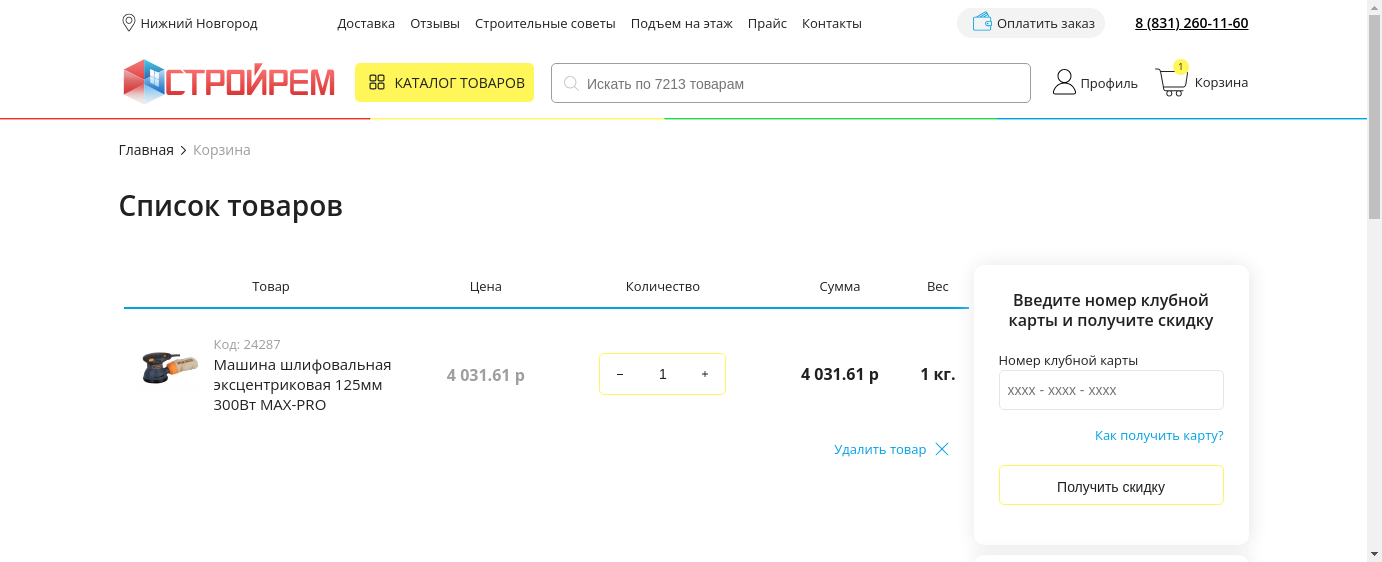 Нижний Новгород
Доставка Отзывы Строительные советы Подъем на этаж Прайс Контакты
Оплатить заказ
8 (831) 260-11-60
СТРОЙРЕМ
КАТАЛОГ ТОВАРОВ
Искать по 7213 товарам
Профиль
1
Корзина
Главная > Корзина
Список товаров
Товар Цена Количество Сумма Вес
Код: 24287
Машина шлифовальная
эксцентриковая 125мм
300Вт MAX-PRO
4 031.61 р
− 1 +
4 031.61 р
1 кг.
Удалить товар
Введите номер клубной
карты и получите скидку
Номер клубной карты
xxxx - xxxx - xxxx
Как получить карту?
Получить скидку